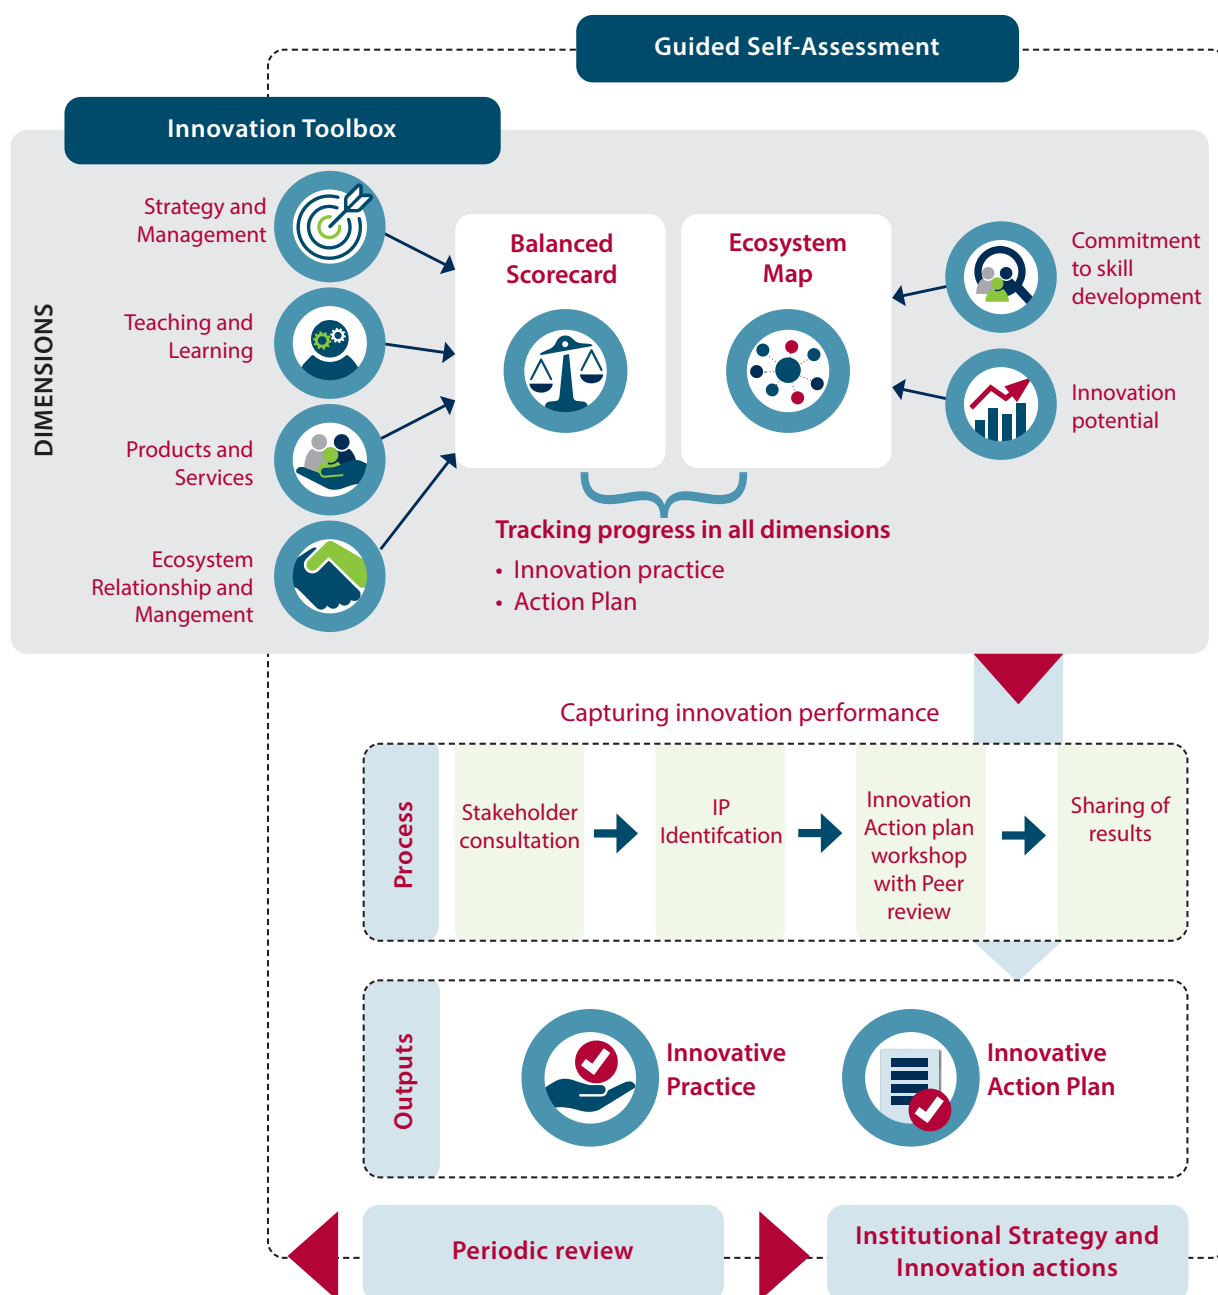 Guided Self-Assessment
Innovation Toolbox
DIMENSIONS
Strategy and
Management
Teaching and
Learning
Products and
Services
Ecosystem
Relationship and
Mangement
Balanced
Scorecard
Ecosystem
Map
Commitment
to skill
development
Innovation
potential
Tracking progress in all dimensions
• Innovation practice
• Action Plan
Capturing innovation performance
Process
Stakeholder
consultation
IP
Identifcation
Innovation
Action plan
workshop
with Peer
review
Sharing of
results
Outputs
Innovative
Practice
Innovative
Action Plan
Periodic review
Institutional Strategy and
Innovation actions